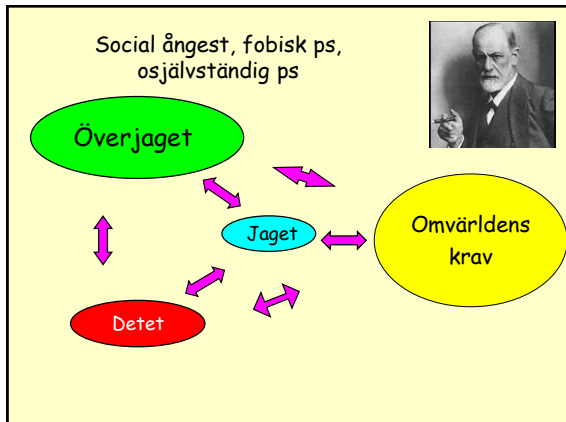 Social ångest, fobisk ps,
osjälvständig ps
Överjaget
Omvärldens
krav
Jaget
Detet